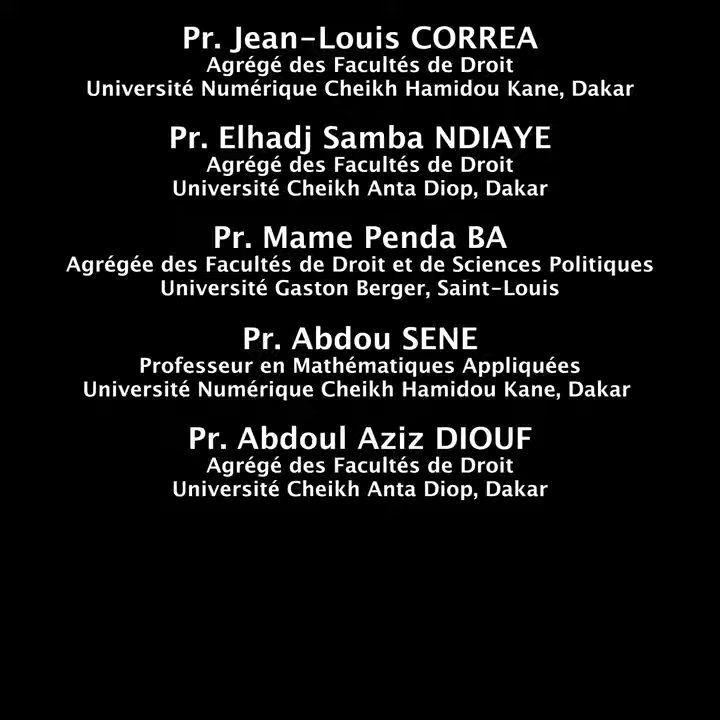 Pr. Jean-Louis CORREA
Agrégé des Facultés de Droit
Université Numérique Cheikh Hamidou Kane, Dakar
Pr. Elhadj Samba NDIAYE
Agrégé des Facultés de Droit
Université Cheikh Anta Diop, Dakar
Pr. Mame Penda BA
Agrégée des Facultés de Droit et de Sciences Politiques
Université Gaston Berger, Saint-Louis
Pr. Abdou SENE
Professeur en Mathématiques Appliquées
Université Numérique Cheikh Hamidou Kane, Dakar
Pr. Abdoul Aziz DIOUF
Agrégé des Facultés de Droit
Université Cheikh Anta Diop, Dakar